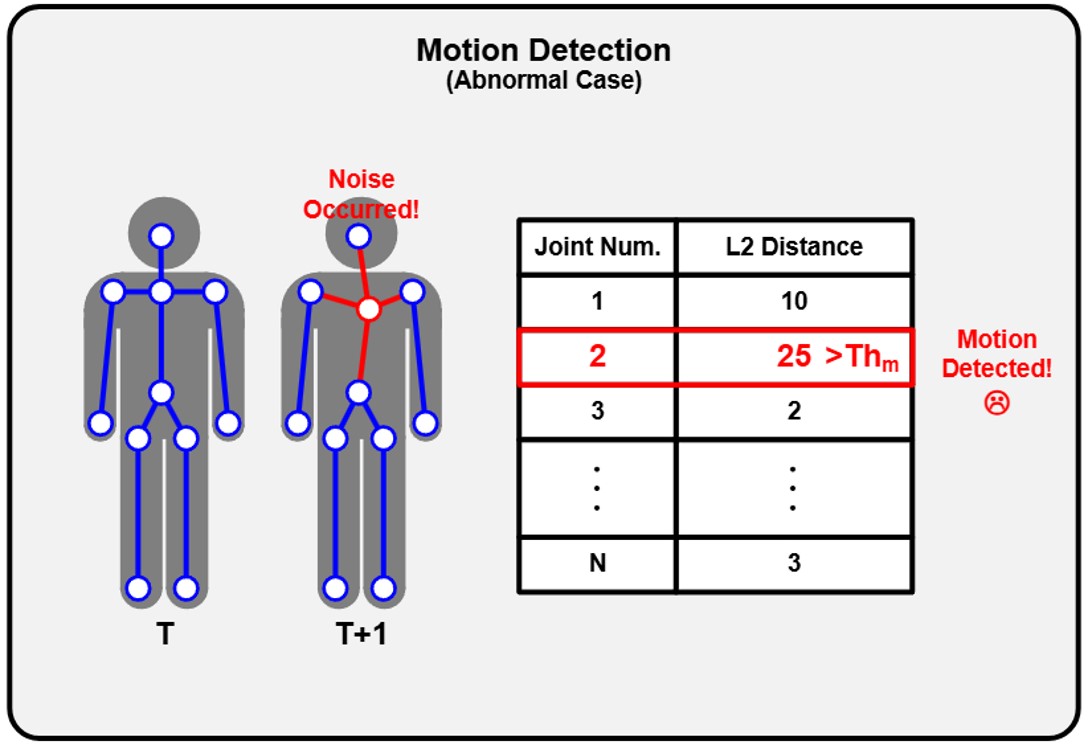 Motion Detection
(Abnormal Case)
Noise
Occurred!
T
T+1
Joint Num. L2 Distance
1 10
2 25 >Thm
3 2
⋮ ⋮
N 3
Motion
Detected!
☹